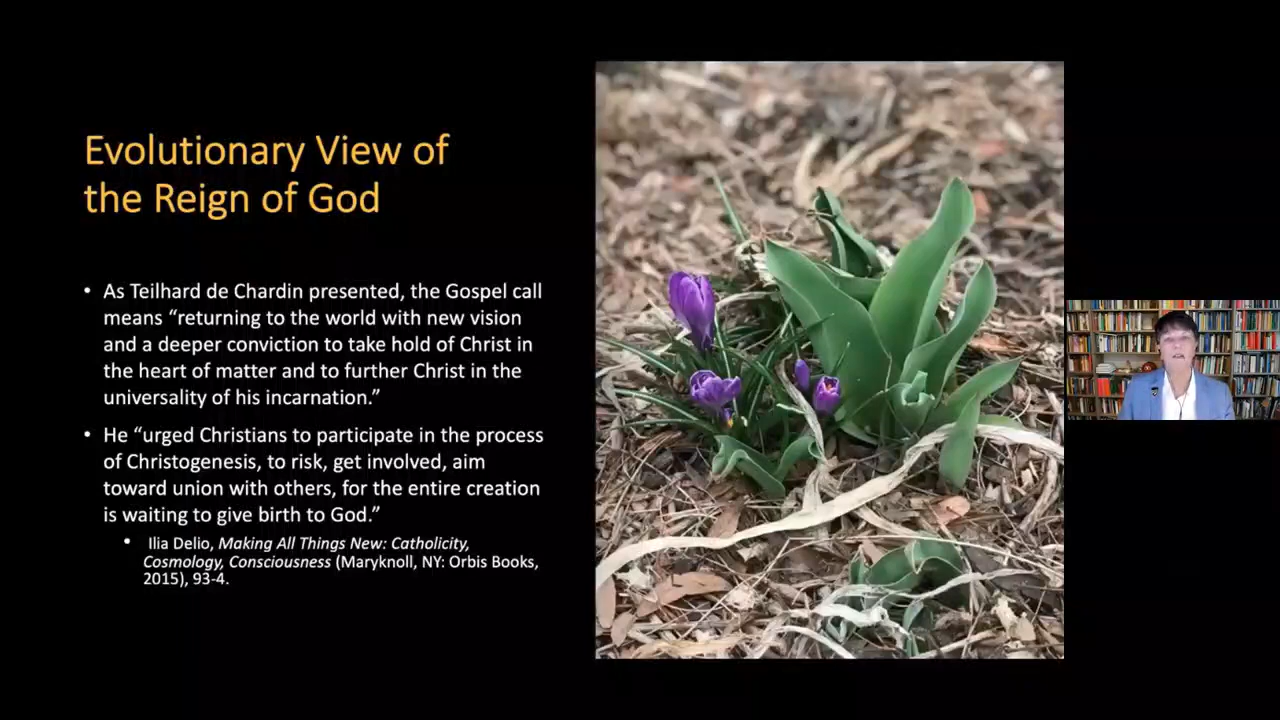 Evolutionary View of
the Reign of God
• As Teilhard de Chardin presented, the Gospel call
means “returning to the world with new vision
and a deeper conviction to take hold of Christ in
the heart of matter and to further Christ in the
universality of his incarnation.”
• He “urged Christians to participate in the process
of Christogenesis, to risk, get involved, aim
toward union with others, for the entire creation
is waiting to give birth to God.”
• Ilia Delio, Making All Things New: Catholicity,
Cosmology, Consciousness (Maryknoll, NY: Orbis Books,
2015), 93-4.